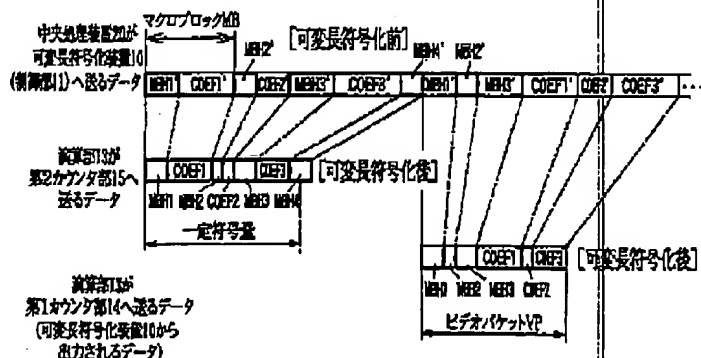 マクロブロックMB
中央処理装置20が
可変長符号化装置10
(制御部11)へ送るデータ
MBH2' [可変長符号化前] MBH4' MBH2'
MBH1' COEF1' COEF2' MBH3' COEF3' MBH1' MBH3' COEF1' COEF2' COEF3' ...
演算部13が
第2カウンタ部15へ
送るデータ
COEF1 COEF3 [可変長符号化後]
MBH1 MBH2 COEF2 MBH3 MBH4
一定符号量
COEF1 COEF3 [可変長符号化後]
MBH1 MBH2 MBH3 COEF2
ビデオパケットVP
演算部13が
第1カウンタ部14へ送るデータ
(可変長符号化装置10から
出力されるデータ)